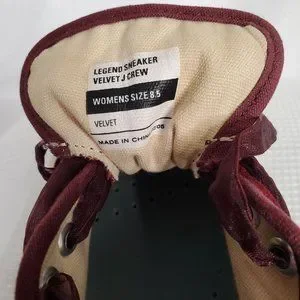 LEGEND SNEAKER
VELVET J CREW
WOMENS SIZE 8.5
VELVET
MADE IN CHINA